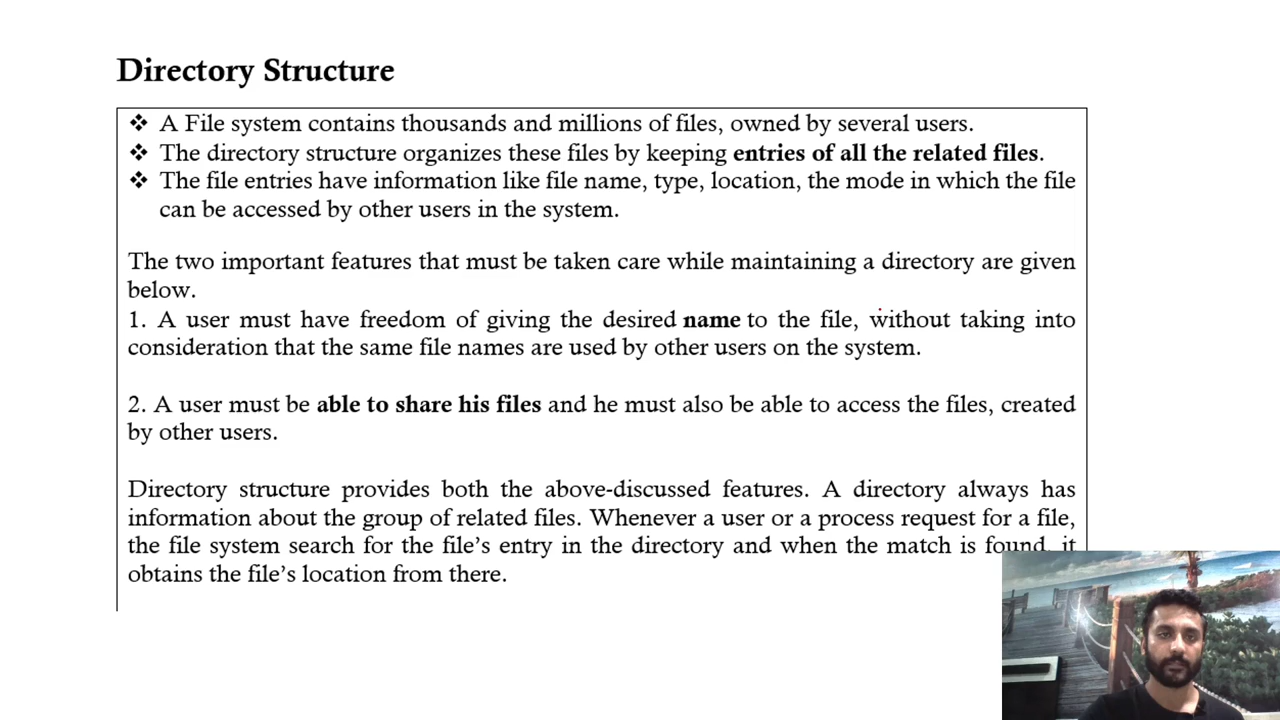 Directory Structure
❖ A File system contains thousands and millions of files, owned by several users.
❖ The directory structure organizes these files by keeping entries of all the related files.
❖ The file entries have information like file name, type, location, the mode in which the file
can be accessed by other users in the system.
The two important features that must be taken care while maintaining a directory are given
below.
1. A user must have freedom of giving the desired name to the file, without taking into
consideration that the same file names are used by other users on the system.
2. A user must be able to share his files and he must also be able to access the files, created
by other users.
Directory structure provides both the above-discussed features. A directory always has
information about the group of related files. Whenever a user or a process request for a file,
the file system search for the file’s entry in the directory and when the match is found, it
obtains the file’s location from there.